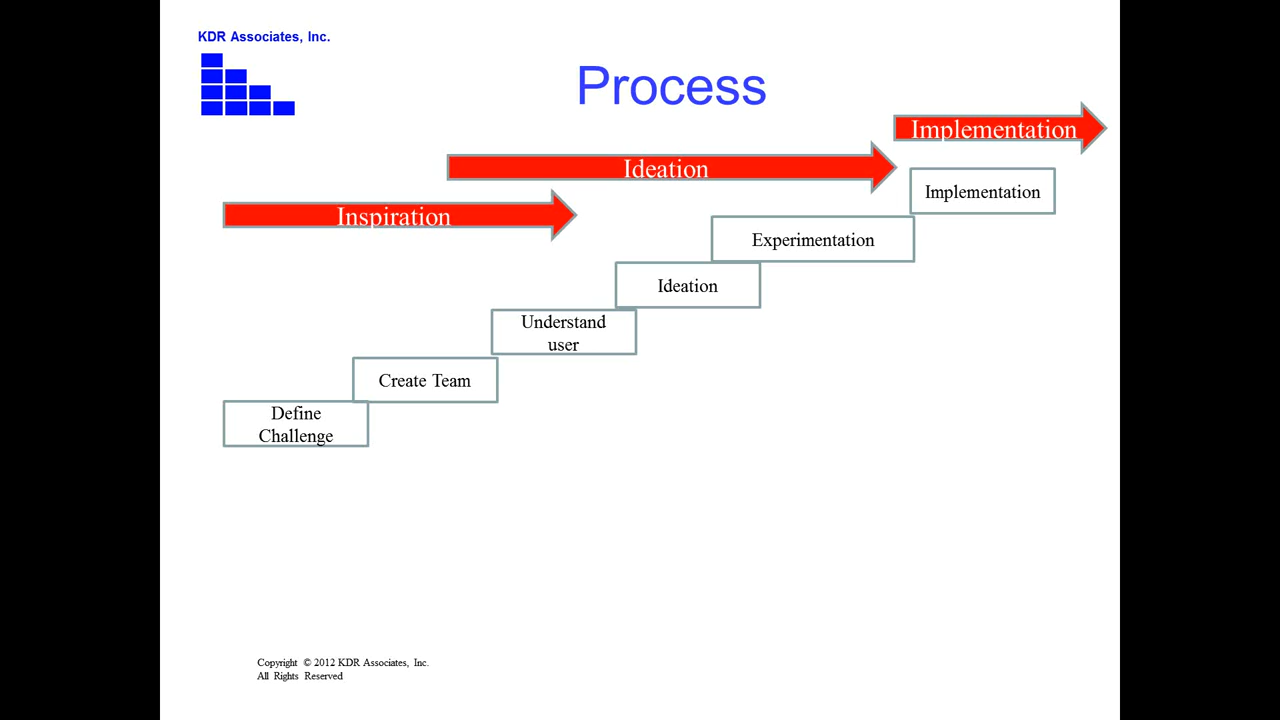 KDR Associates, Inc.
Process
Implementation
Ideation
Inspiration
Implementation
Experimentation
Ideation
Understand
user
Create Team
Define
Challenge
Copyright © 2012 KDR Associates, Inc.
All Rights Reserved